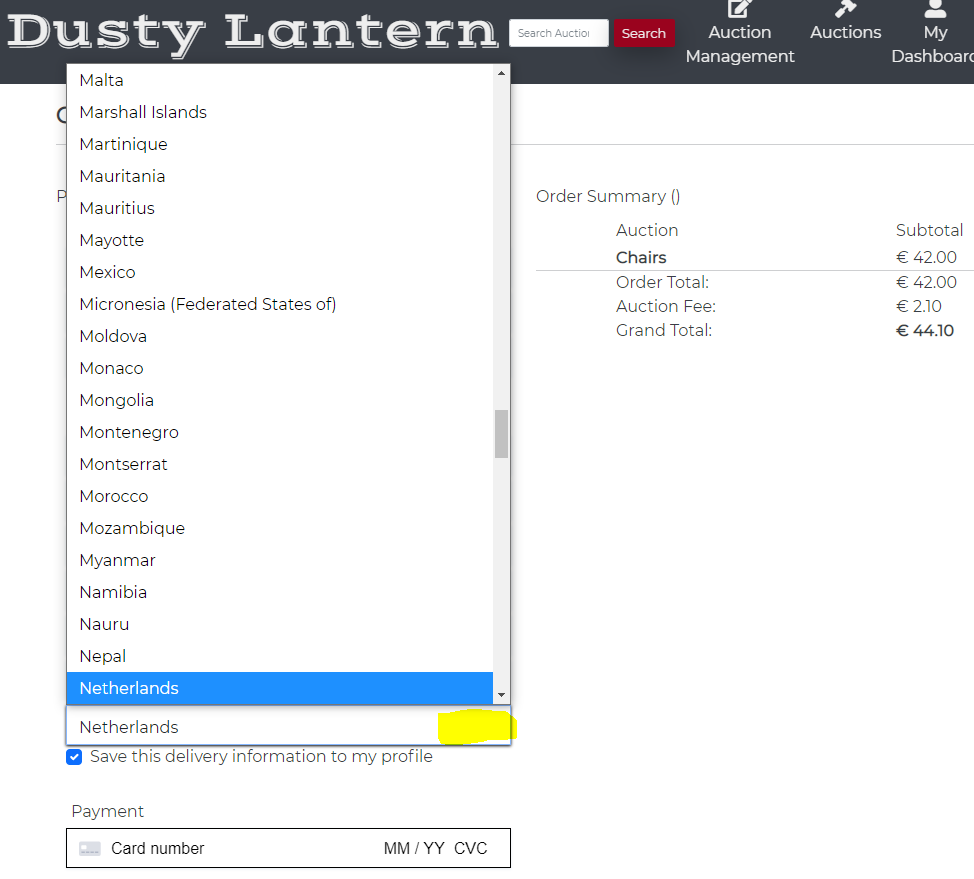 Dusty Lantern
Search Auctio
Search
Auction
Management
Auctions
My
Dashboard
Malta
Marshall Islands
Martinique
Mauritania
Mauritius
Mayotte
Mexico
Micronesia (Federated States of)
Moldova
Monaco
Mongolia
Montenegro
Montserrat
Morocco
Mozambique
Myanmar
Namibia
Nauru
Nepal
Netherlands
Netherlands
Save this delivery information to my profile
Payment
Card number MM / YY CVC
Order Summary ()
Auction Subtotal
Chairs € 42.00
Order Total: € 42.00
Auction Fee: € 2.10
Grand Total: € 44.10